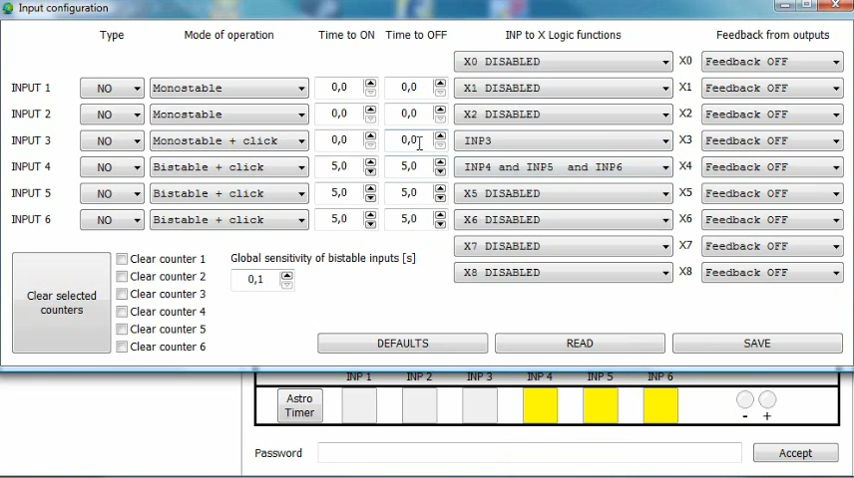 Input configuration
Type Mode of operation Time to ON Time to OFF INP to X Logic functions Feedback from outputs
X0 DISABLED X0 Feedback OFF
INPUT 1 NO Monostable 0,0 0,0 X1 DISABLED X1 Feedback OFF
INPUT 2 NO Monostable 0,0 0,0 X2 DISABLED X2 Feedback OFF
INPUT 3 NO Monostable + click 0,0 0,0 INP3 X3 Feedback OFF
INPUT 4 NO Bistable + click 5,0 5,0 INP4 and INP5 and INP6 X4 Feedback OFF
INPUT 5 NO Bistable + click 5,0 5,0 X5 DISABLED X5 Feedback OFF
INPUT 6 NO Bistable + click 5,0 5,0 X6 DISABLED X6 Feedback OFF
X7 DISABLED X7 Feedback OFF
X8 DISABLED X8 Feedback OFF
Clear selected
counters
Clear counter 1
Clear counter 2
Clear counter 3
Clear counter 4
Clear counter 5
Clear counter 6
Global sensitivity of bistable inputs [s]
0,1
DEFAULTS READ SAVE
INP 1 INP 2 INP 3 INP 4 INP 5 INP 6
Astro
Timer
- +
Password Accept